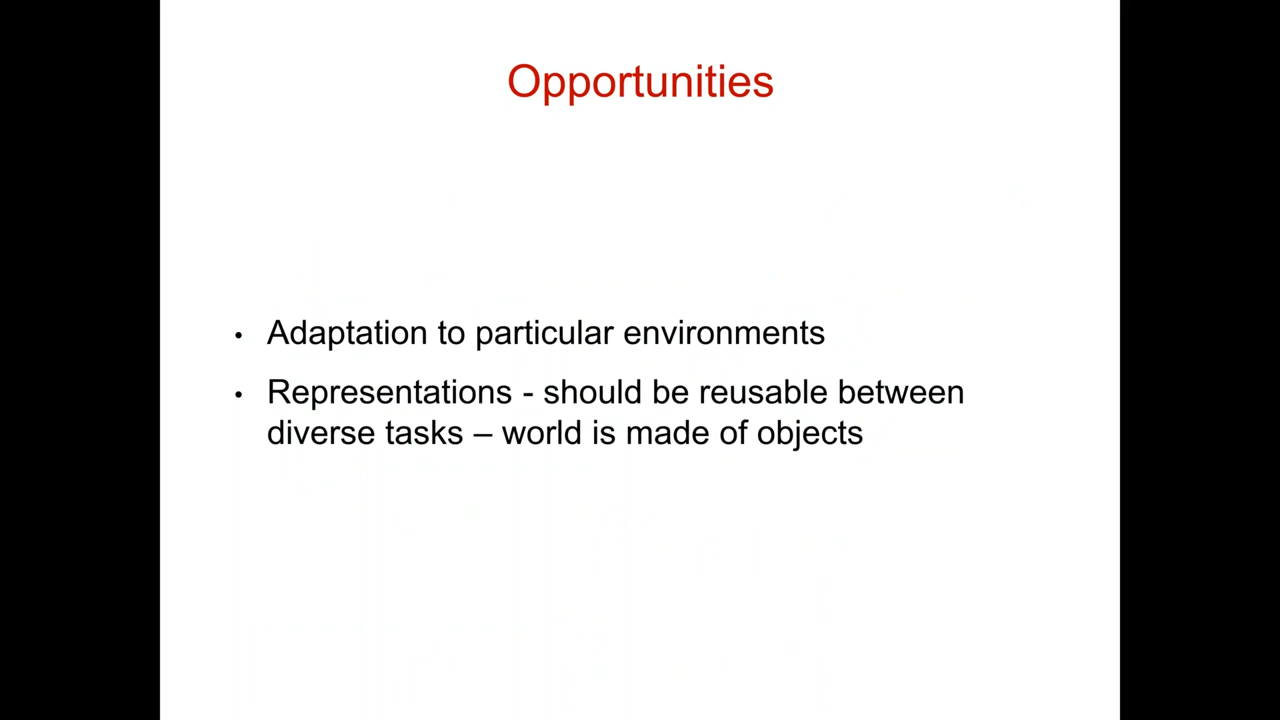 Opportunities
• Adaptation to particular environments
• Representations - should be reusable between
diverse tasks – world is made of objects